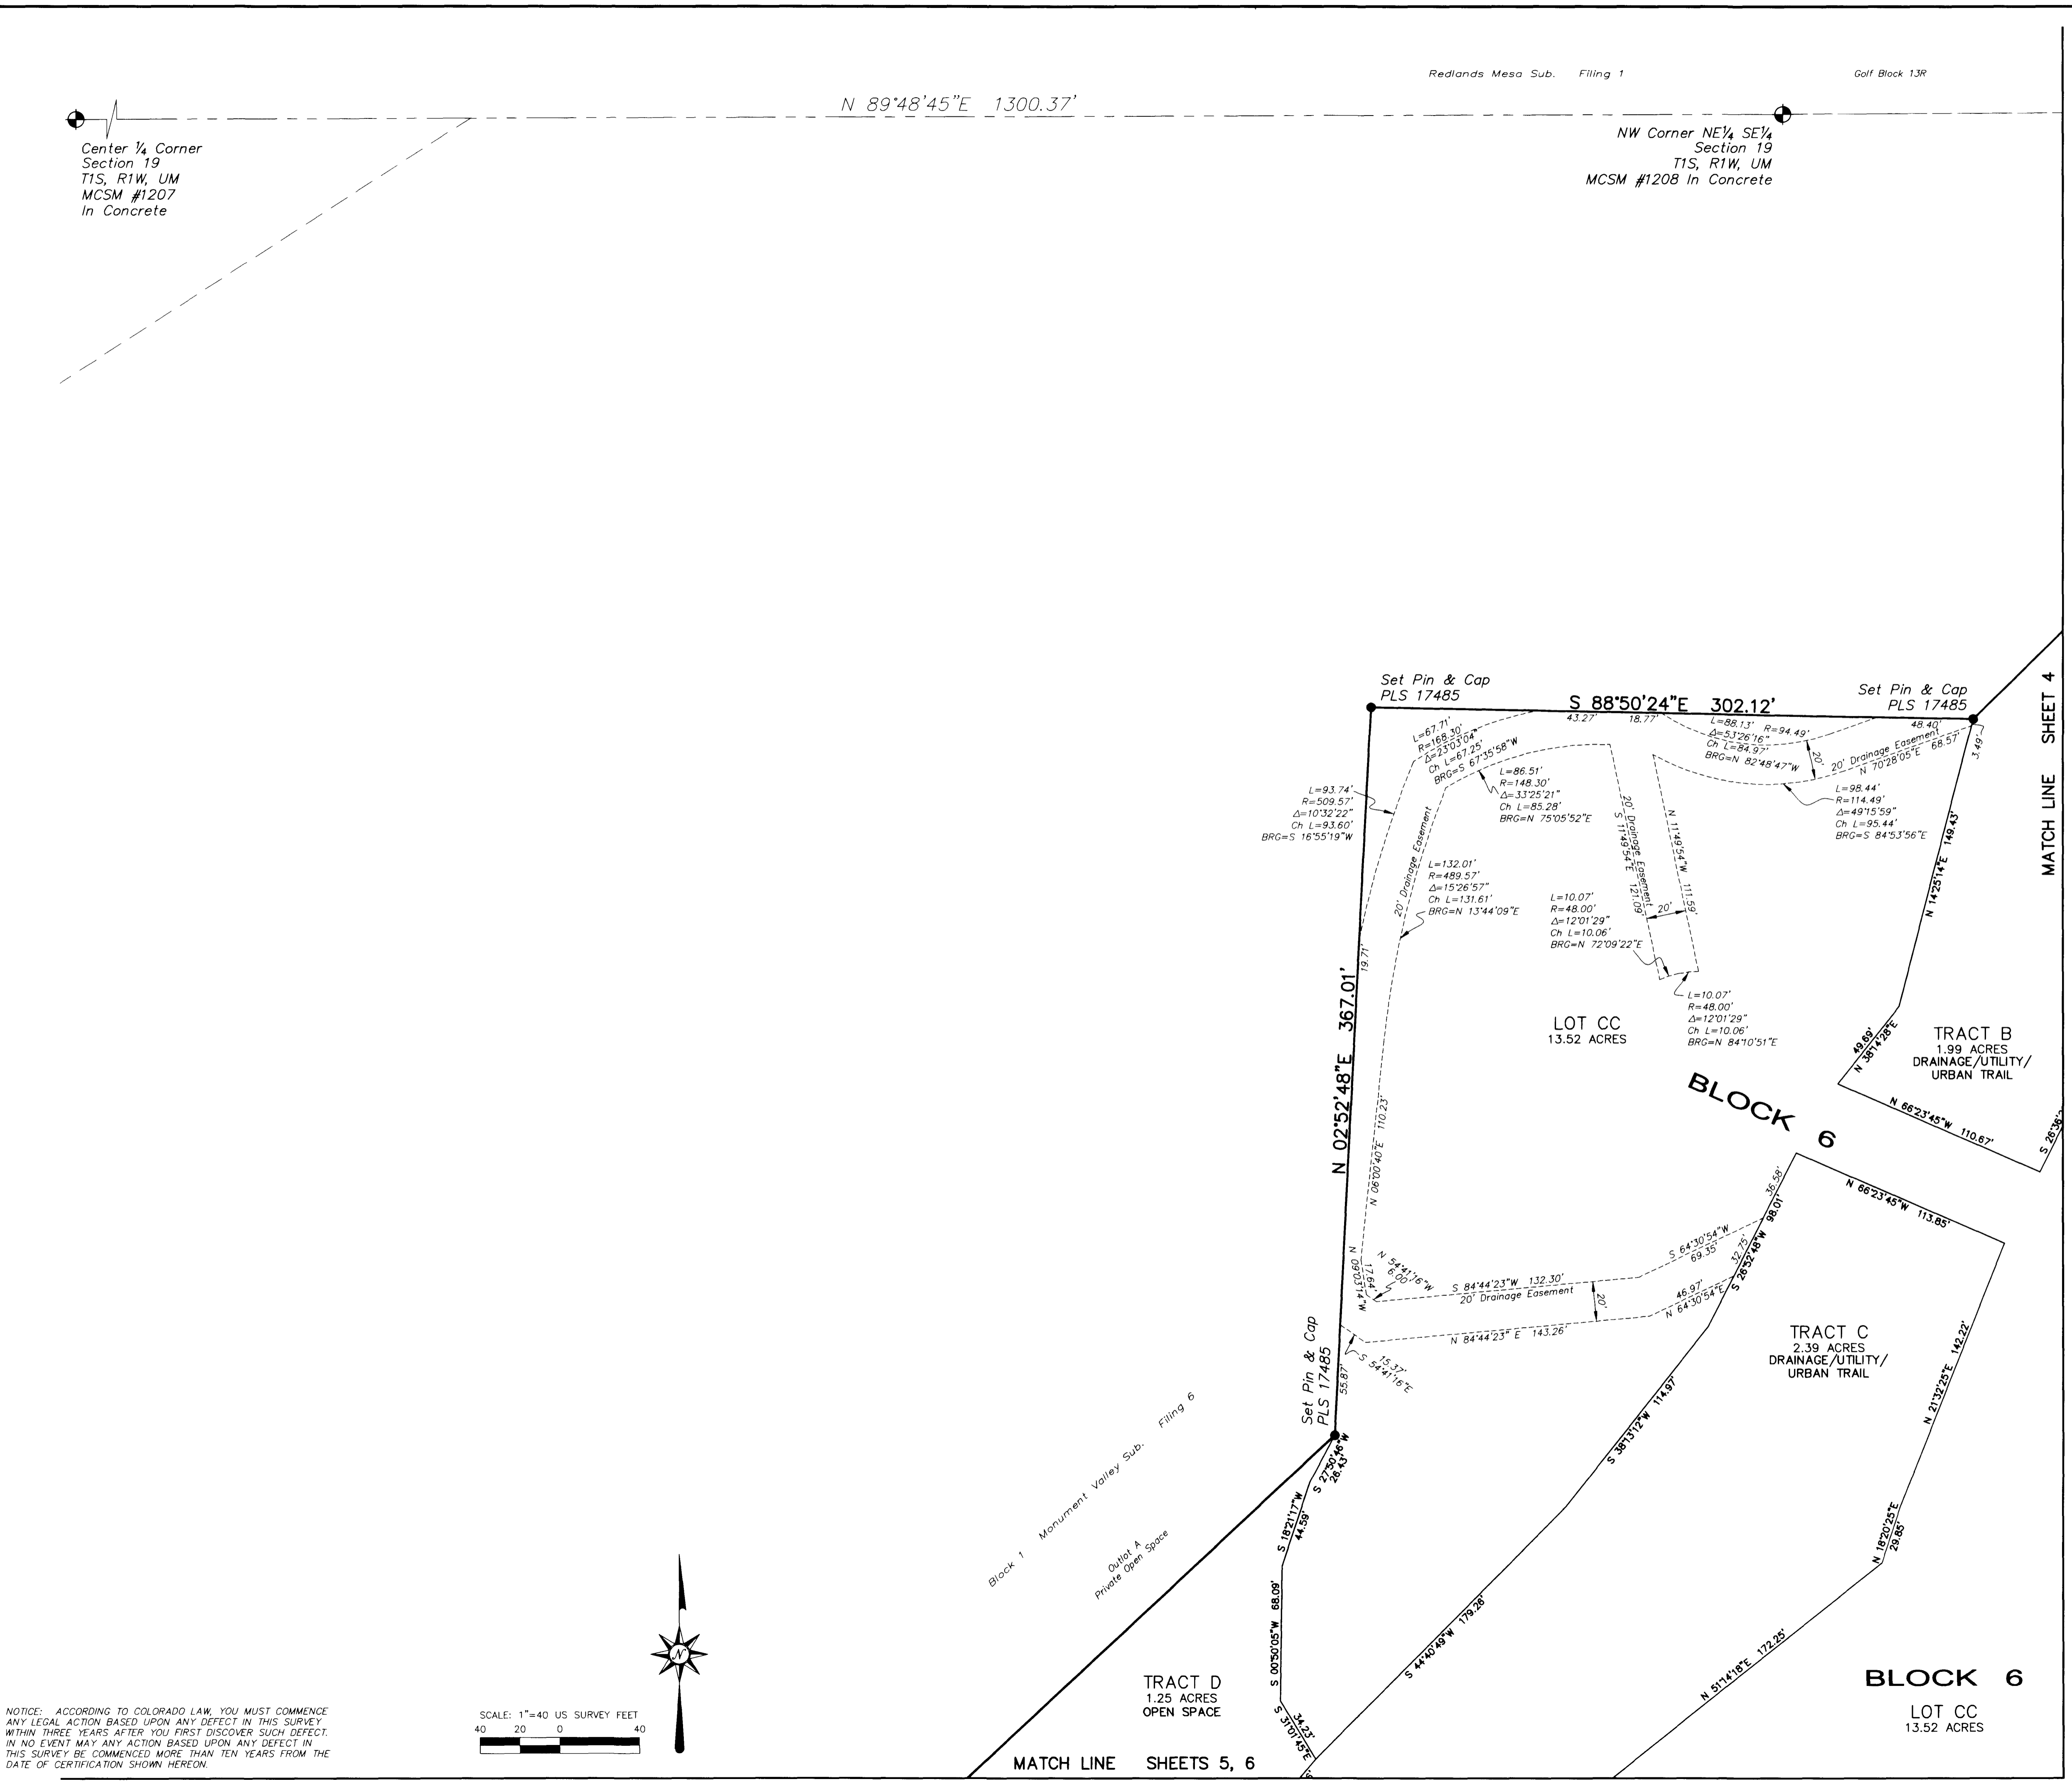 Redlands Mesa Sub. Filing 1
Golf Block 13R
N 89°48'45"E 1300.37'
Center ¼ Corner
Section 19
T1S, R1W, UM
MCSM #1207
In Concrete
NW Corner NE¼ SE¼
Section 19
T1S, R1W, UM
MCSM #1208 In Concrete
MATCH LINE SHEET 4
Set Pin & Cap
PLS 17485
S 88°50'24"E 302.12'
Set Pin & Cap
PLS 17485
43.27'
18.77'
48.40'
3.49'
L=67.71'
R=168.30'
Δ=23°03'04"
Ch L=67.25'
BRG=S 67°35'58"W
L=88.13' R=94.49'
Δ=53°26'16"
Ch L=84.97'
BRG=N 82°48'47"W
20'
20' Drainage Easement
N 70°28'05"E 68.57'
L=86.51'
R=148.30'
Δ=33°25'21"
Ch L=85.28'
BRG=N 75°05'52"E
L=93.74'
R=509.57'
Δ=10°32'22"
Ch L=93.60'
BRG=S 16°55'19"W
L=98.44'
R=114.49'
Δ=49°15'59"
Ch L=95.44'
BRG=S 84°53'56"E
20' Drainage Easement
20' Drainage Easement
S 11°49'54"E 121.09'
N 11°49'54"W 111.59'
20'
L=132.01'
R=489.57'
Δ=15°26'57"
Ch L=131.61'
BRG=N 13°44'09"E
L=10.07'
R=48.00'
Δ=12°01'29"
Ch L=10.06'
BRG=N 72°09'22"E
L=10.07'
R=48.00'
Δ=12°01'29"
Ch L=10.06'
BRG=N 84°10'51"E
N 14°25'14"E 149.43'
19.71'
N 02°52'48"E 367.01'
LOT CC
13.52 ACRES
49.69'
N 38°14'28"E
TRACT B
1.99 ACRES
DRAINAGE/UTILITY/
URBAN TRAIL
BLOCK 6
N 66°23'45"W 110.67'
N 06°00'40"E 110.23'
36.58'
N 66°23'45"W 113.85'
S 26°52'48"W 98.01'
S 64°30'54"W
69.35'
32.75'
N 09°03'14"W
17.64'
N 54°41'16"W
6.00'
S 84°44'23"W 132.30'
20' Drainage Easement
20'
46.97'
N 64°30'54"E
N 84°44'23" E 143.26'
15.37'
S 54°41'16"E
TRACT C
2.39 ACRES
DRAINAGE/UTILITY/
URBAN TRAIL
N 21°32'25"E 142.22'
Set Pin & Cap
PLS 17485
55.87'
S 38°13'12"W 114.97'
Block 1 Monument Valley Sub. Filing 6
Outlot A
Private Open Space
S 27°50'46"W
26.43'
S 18°21'17"W
44.59'
N 18°20'25"E
29.85'
S 00°50'05"W 68.09'
S 44°40'49"W 179.26'
N 51°14'18"E 172.25'
34.23'
S 31°01'45"E
TRACT D
1.25 ACRES
OPEN SPACE
BLOCK 6
LOT CC
13.52 ACRES
N
NOTICE: ACCORDING TO COLORADO LAW, YOU MUST COMMENCE
ANY LEGAL ACTION BASED UPON ANY DEFECT IN THIS SURVEY
WITHIN THREE YEARS AFTER YOU FIRST DISCOVER SUCH DEFECT.
IN NO EVENT MAY ANY ACTION BASED UPON ANY DEFECT IN
THIS SURVEY BE COMMENCED MORE THAN TEN YEARS FROM THE
DATE OF CERTIFICATION SHOWN HEREON.
SCALE: 1"=40 US SURVEY FEET
40 20 0 40
MATCH LINE SHEETS 5, 6